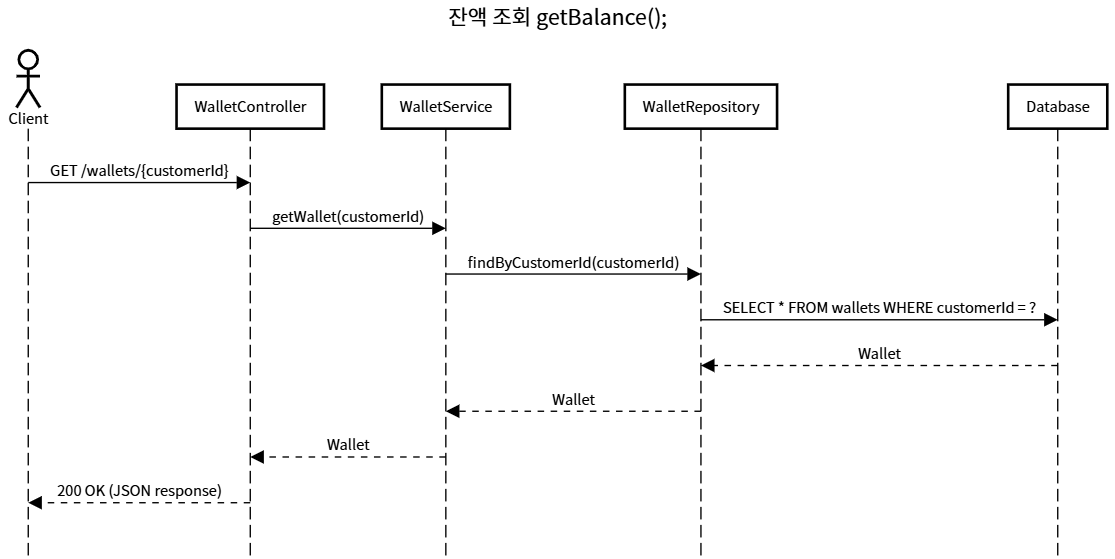 잔액 조회 getBalance();
Client
WalletController
WalletService
WalletRepository
Database
GET /wallets/{customerId}
getWallet(customerId)
findByCustomerId(customerId)
SELECT * FROM wallets WHERE customerId = ?
Wallet
Wallet
Wallet
200 OK (JSON response)